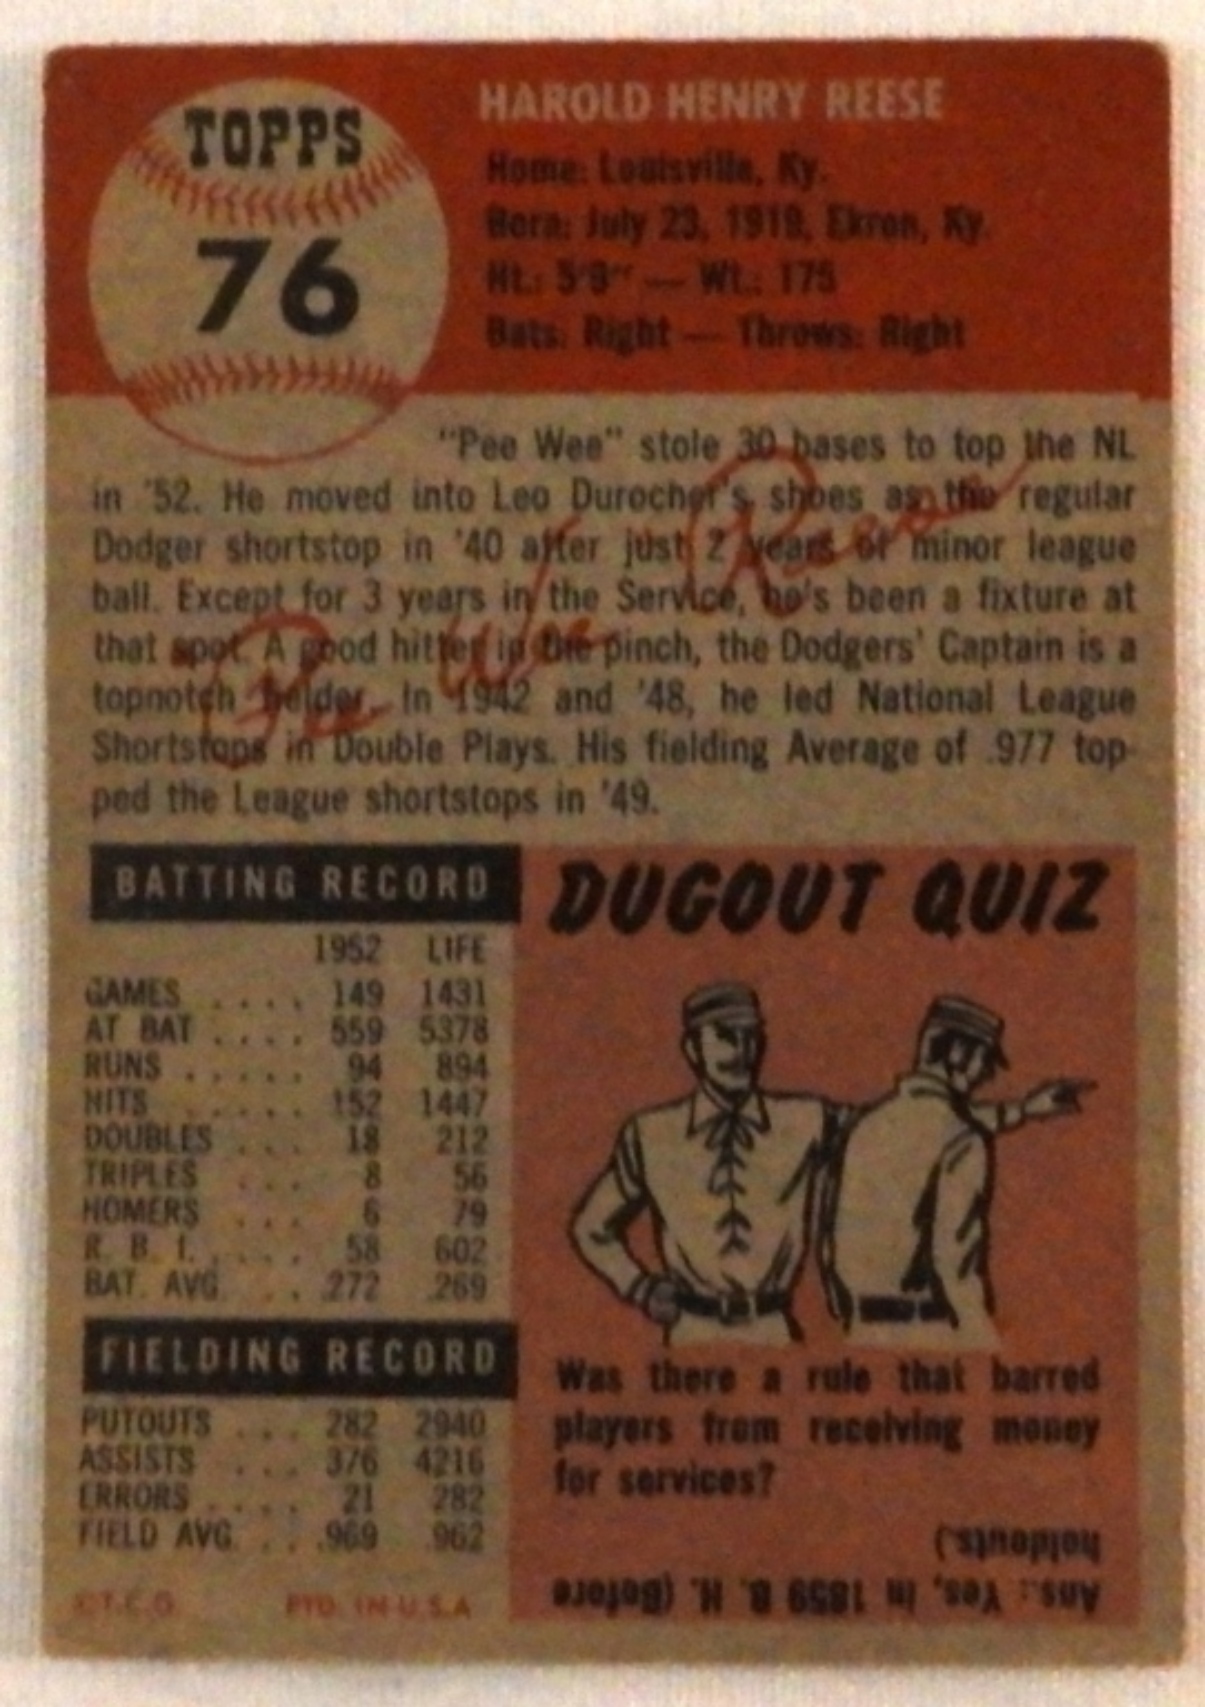 TOPPS
76
HAROLD HENRY REESE
Home: Louisville, Ky.
Born: July 23, 1919, Ekron, Ky.
Ht.: 5'9" — Wt.: 175
Bats: Right — Throws: Right
"Pee Wee" stole 30 bases to top the NL
in '52. He moved into Leo Durocher's shoes as the regular
Dodger shortstop in '40 after just 2 years of minor league
ball. Except for 3 years in the Service, he's been a fixture at
that spot. A good hitter in the pinch, the Dodgers' Captain is a
topnotch fielder. In 1942 and '48, he led National League
Shortstops in Double Plays. His fielding Average of .977 top-
ped the League shortstops in '49.
Pee Wee Reese
BATTING RECORD
1952 LIFE
GAMES . . . . 149 1431
AT BAT . . . . 559 5378
RUNS . . . . . 94 894
HITS . . . . . 152 1447
DOUBLES . . . 18 212
TRIPLES . . . 8 56
HOMERS . . . 6 79
R. B. I. . . . . 58 602
BAT. AVG. . . .272 .269
FIELDING RECORD
PUTOUTS . . . 282 2940
ASSISTS . . . 376 4216
ERRORS . . . . 21 282
FIELD AVG. . . .969 .962
©T.C.G. PTD. IN U.S.A
DUGOUT QUIZ
Was there a rule that barred
players from receiving money
for services?
Ans.: Yes, in 1859 B. H. (Before
holdouts.)